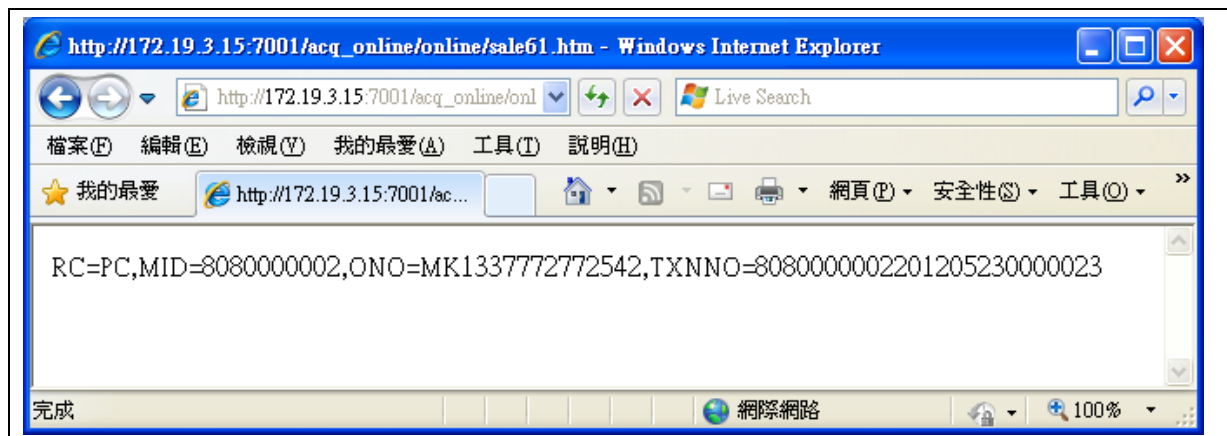 http://172.19.3.15:7001/acq_online/online/sale61.htm - Windows Internet Explorer
http://172.19.3.15:7001/acq_online/onl Live Search
檔案(F) 編輯(E) 檢視(V) 我的最愛(A) 工具(T) 說明(H)
我的最愛 http://172.19.3.15:7001/ac... 網頁(P) 安全性(S) 工具(O) »
RC=PC,MID=8080000002,ONO=MK1337772772542,TXNNO=8080000002201205230000023
完成 網際網路 100%